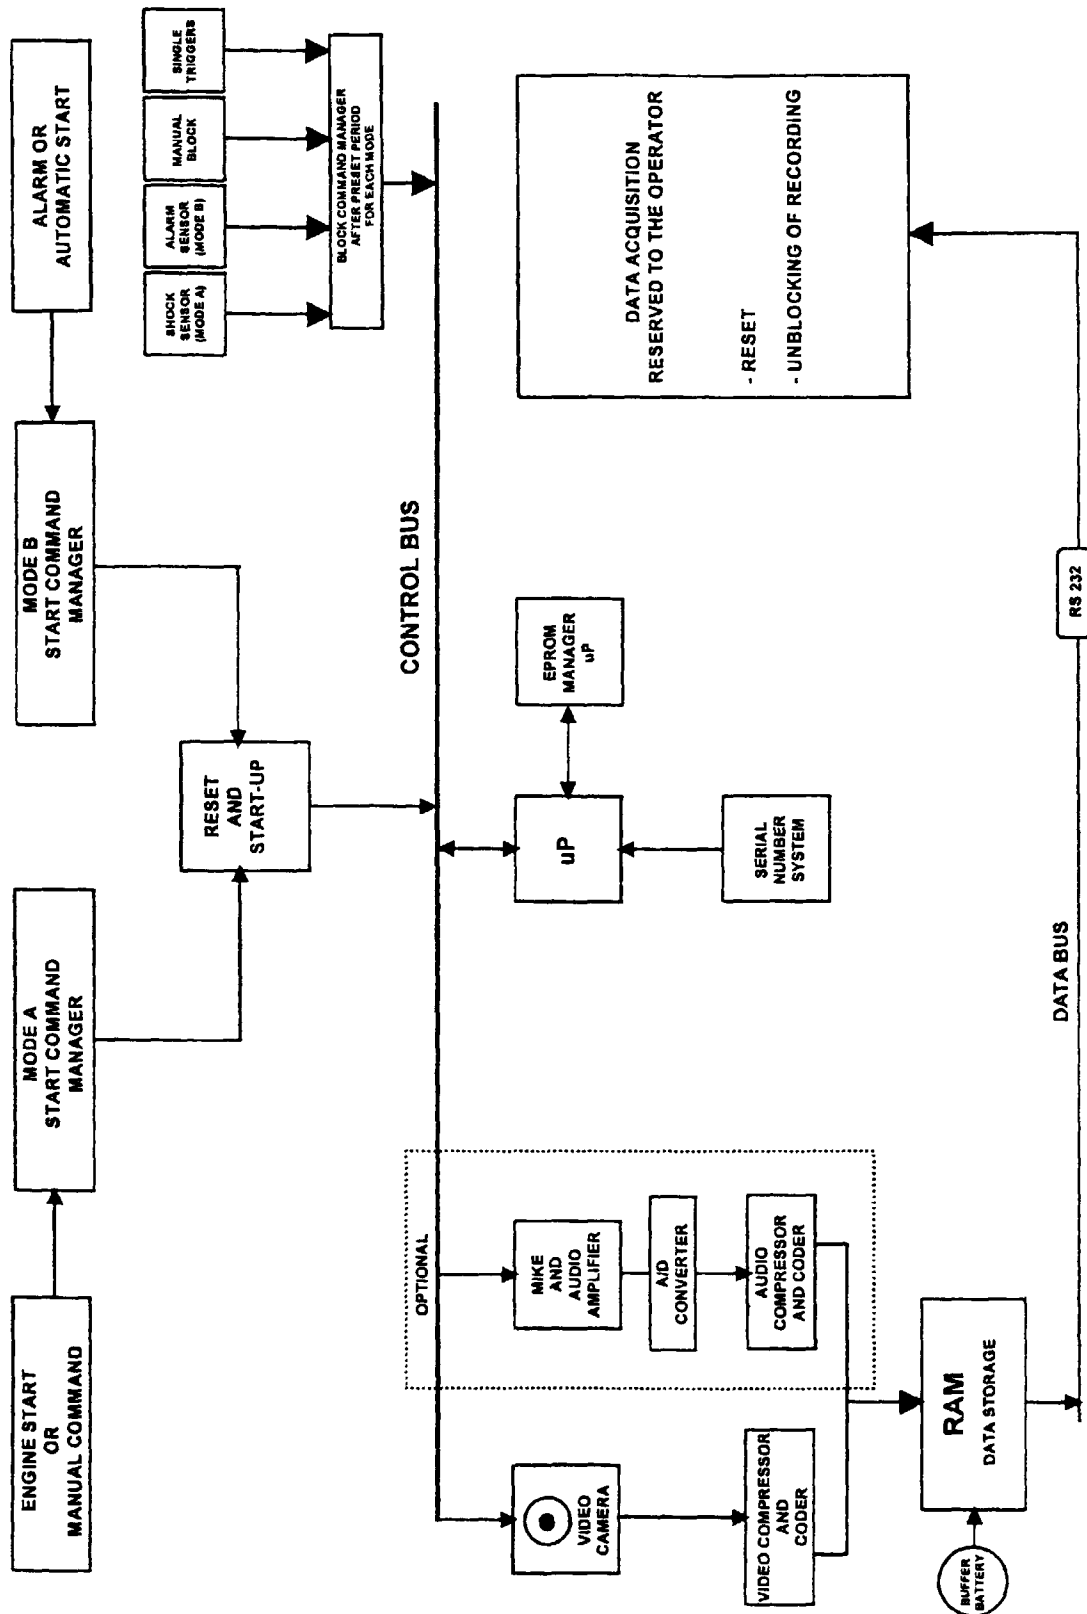 ENGINE START
OR
MANUAL COMMAND
MODE A
START COMMAND
MANAGER
MODE B
START COMMAND
MANAGER
ALARM OR
AUTOMATIC START
RESET
AND
START-UP
SHOCK
SENSOR
(MODE A)
ALARM
SENSOR
(MODE B)
MANUAL
BLOCK
SINGLE
TRIGGERS
BLOCK COMMAND MANAGER
AFTER PRESET PERIOD
FOR EACH MODE
CONTROL BUS
OPTIONAL
VIDEO
CAMERA
MIKE
AND
AUDIO
AMPLIFIER
A/D
CONVERTER
AUDIO
COMPRESSOR
AND CODER
VIDEO COMPRESSOR
AND
CODER
uP
EPROM
MANAGER
uP
SERIAL
NUMBER
SYSTEM
DATA ACQUISITION
RESERVED TO THE OPERATOR
- RESET
- UNBLOCKING OF RECORDING
BUFFER
BATTERY
RAM
DATA STORAGE
DATA BUS
RS 232